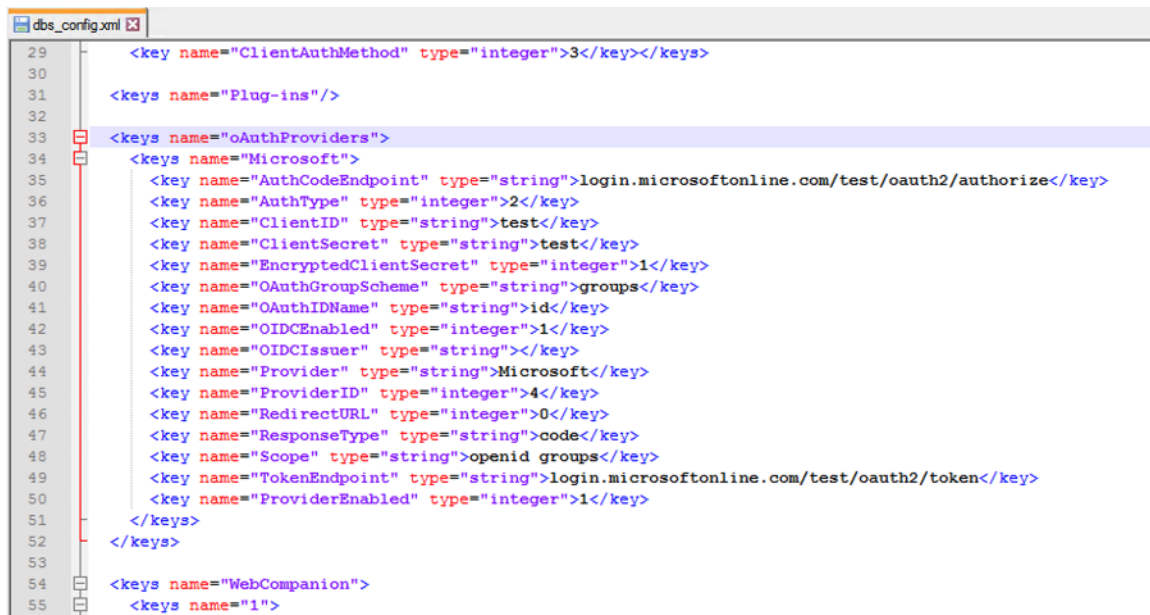 dbs_config.xml
29 <key name="ClientAuthMethod" type="integer">3</key></keys>
30
31 <keys name="Plug-ins"/>
32
33 <keys name="oAuthProviders">
34 <keys name="Microsoft">
35 <key name="AuthCodeEndpoint" type="string">login.microsoftonline.com/test/oauth2/authorize</key>
36 <key name="AuthType" type="integer">2</key>
37 <key name="ClientID" type="string">test</key>
38 <key name="ClientSecret" type="string">test</key>
39 <key name="EncryptedClientSecret" type="integer">1</key>
40 <key name="OAuthGroupScheme" type="string">groups</key>
41 <key name="OAuthIDName" type="string">id</key>
42 <key name="OIDCEnabled" type="integer">1</key>
43 <key name="OIDCIssuer" type="string"></key>
44 <key name="Provider" type="string">Microsoft</key>
45 <key name="ProviderID" type="integer">4</key>
46 <key name="RedirectURL" type="integer">0</key>
47 <key name="ResponseType" type="string">code</key>
48 <key name="Scope" type="string">openid groups</key>
49 <key name="TokenEndpoint" type="string">login.microsoftonline.com/test/oauth2/token</key>
50 <key name="ProviderEnabled" type="integer">1</key>
51 </keys>
52 </keys>
53
54 <keys name="WebCompanion">
55 <keys name="1">